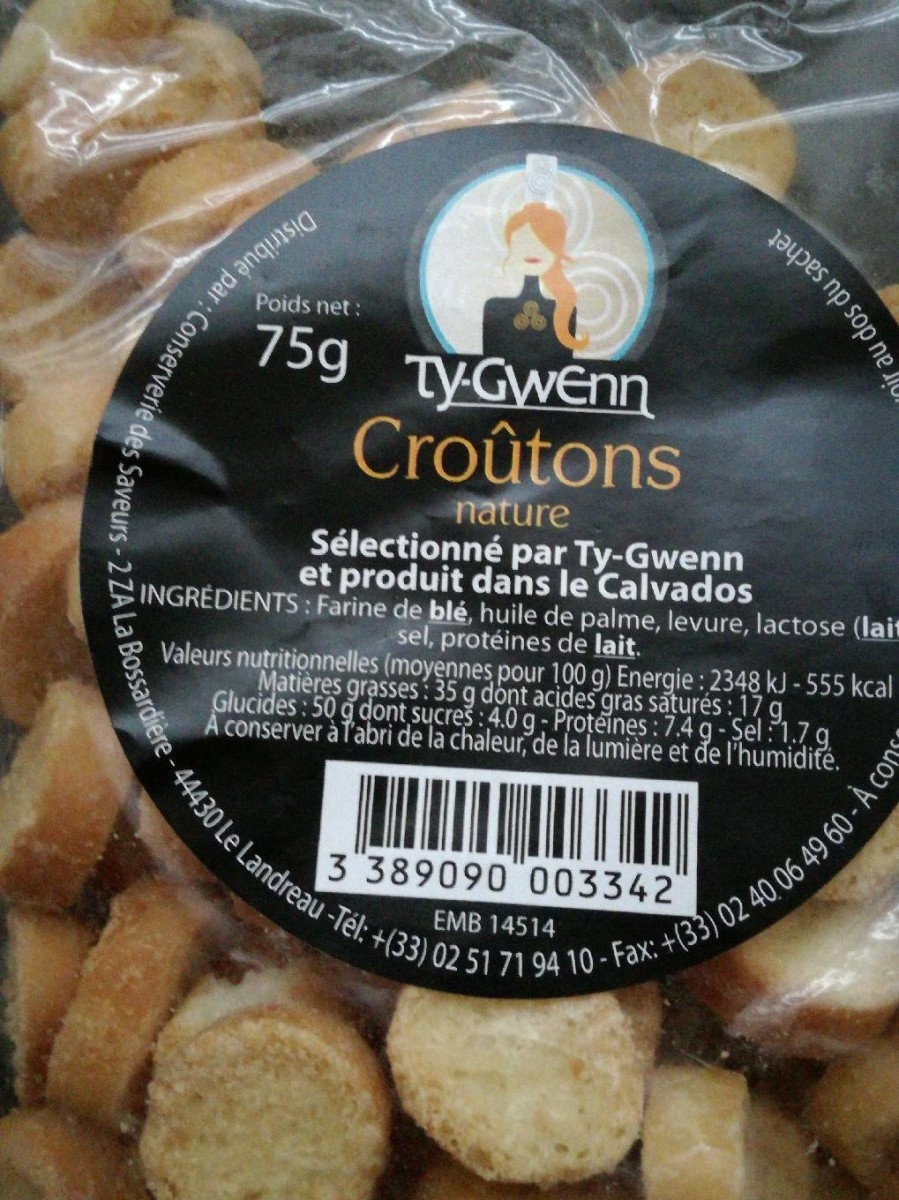 Poids net :
75g
Ty-Gwenn
Croûtons
nature
Sélectionné par Ty-Gwenn
et produit dans le Calvados
INGRÉDIENTS : Farine de blé, huile de palme, levure, lactose (lait
sel, protéines de lait.
Valeurs nutritionnelles (moyennes pour 100 g) Energie : 2348 kJ - 555 kcal
Matières grasses : 35 g dont acides gras saturés : 17 g
Glucides : 50 g dont sucres : 4.0 g - Protéines : 7.4 g - Sel : 1.7 g
A conserver à l'abri de la chaleur, de la lumière et de l'humidité.
3 389090 003342
EMB 14514
Distribué par : Conserverie des Saveurs - 2 ZA La Bossardière - 44430 Le Landreau - Tél: +(33) 02 51 71 94 10 - Fax: +(33) 02 40 06 49 60 - À
au dos du sachet